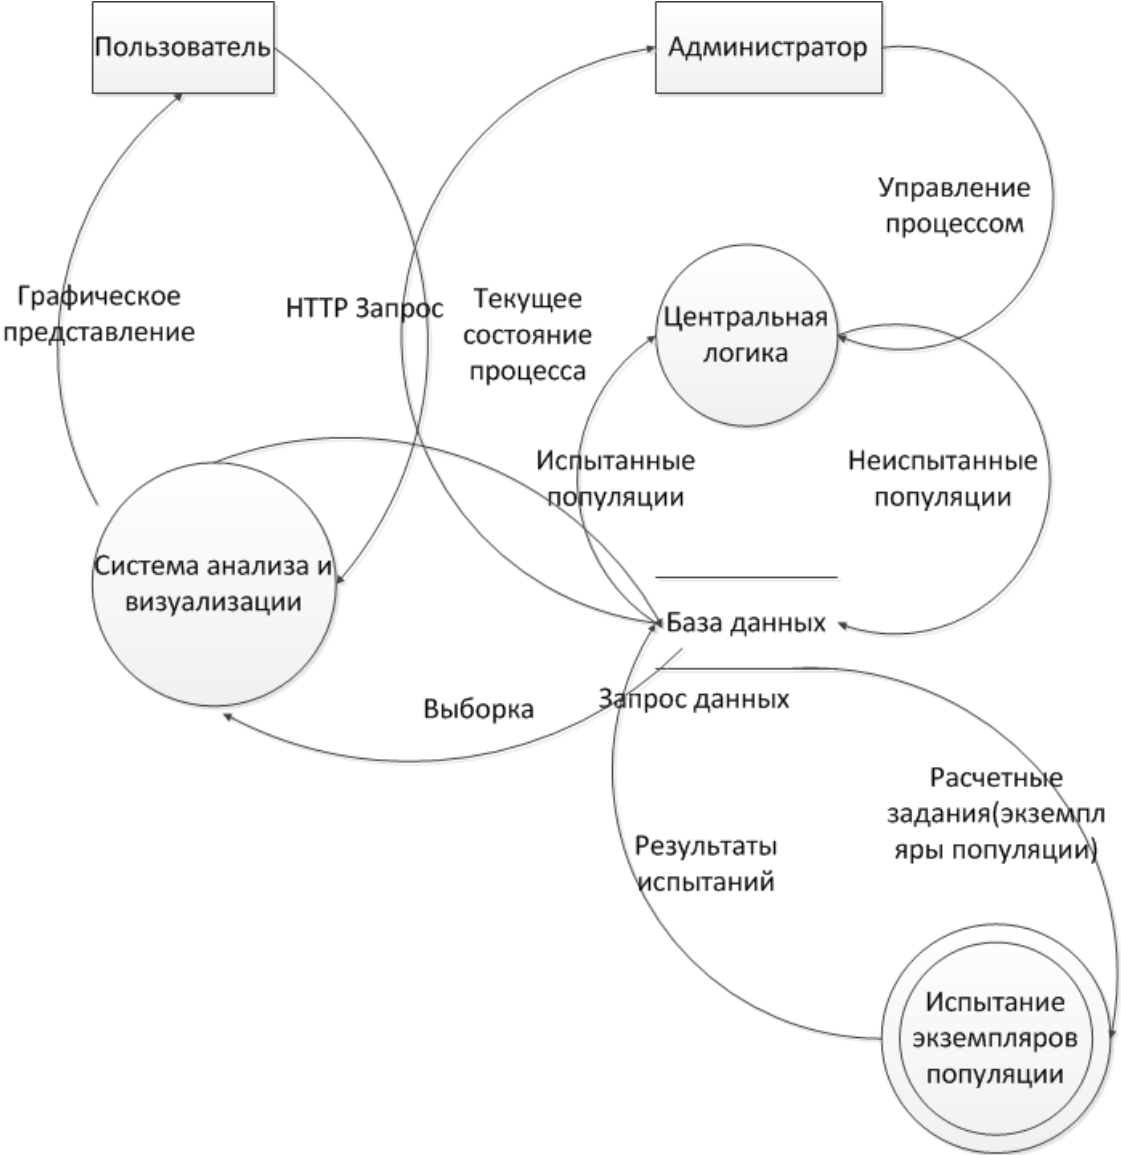 Пользователь
Администратор
Управление
процессом
Графическое
представление
HTTP Запрос
Текущее
состояние
процесса
Центральная
логика
Испытанные
популяции
Неиспытанные
популяции
Система анализа и
визуализации
База данных
Выборка
Запрос данных
Расчетные
задания(экземпл
яры популяции)
Результаты
испытаний
Испытание
экземпляров
популяции